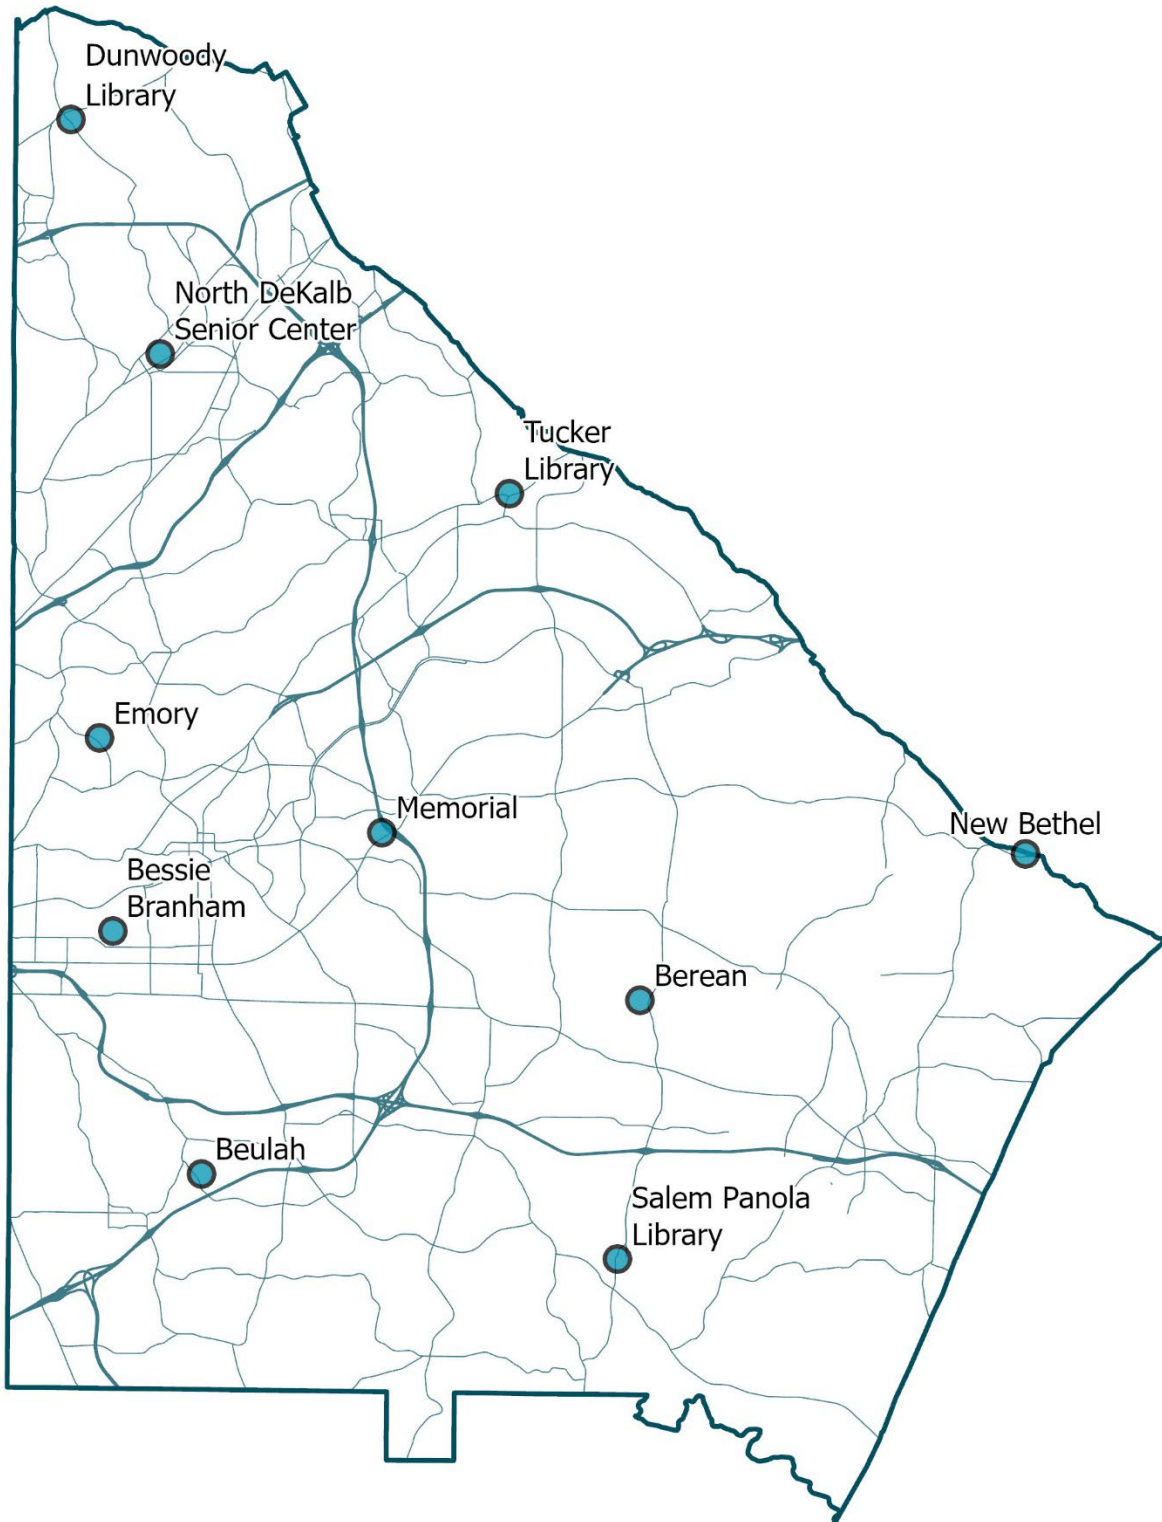 Dunwoody
Library
North DeKalb
Senior Center
Tucker
Library
Emory
Memorial
New Bethel
Bessie
Branham
Berean
Beulah
Salem Panola
Library